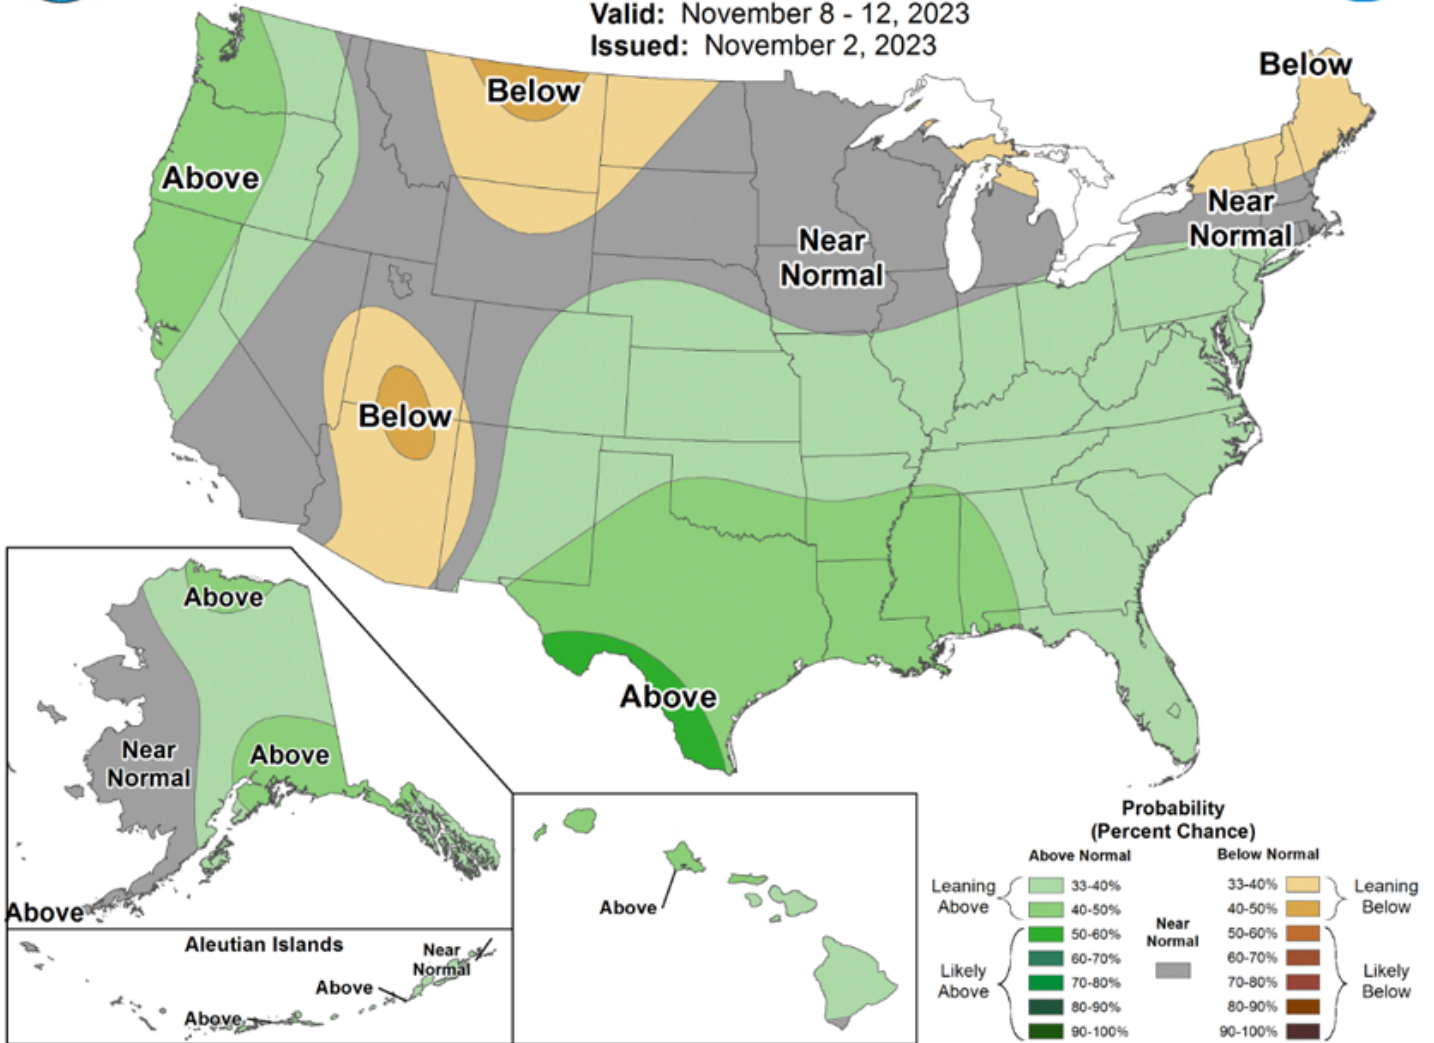 Valid: November 8 - 12, 2023
Issued: November 2, 2023
Below
Below
Above
Near
Normal
Near
Normal
Below
Above
Above
Near
Normal
Above
Above
Aleutian Islands
Near
Normal
Above
Above
Above
Probability
(Percent Chance)
Above Normal
Below Normal
Leaning
Above
33-40%
40-50%
50-60%
60-70%
70-80%
80-90%
90-100%
Likely
Above
Near
Normal
33-40%
40-50%
50-60%
60-70%
70-80%
80-90%
90-100%
Leaning
Below
Likely
Below